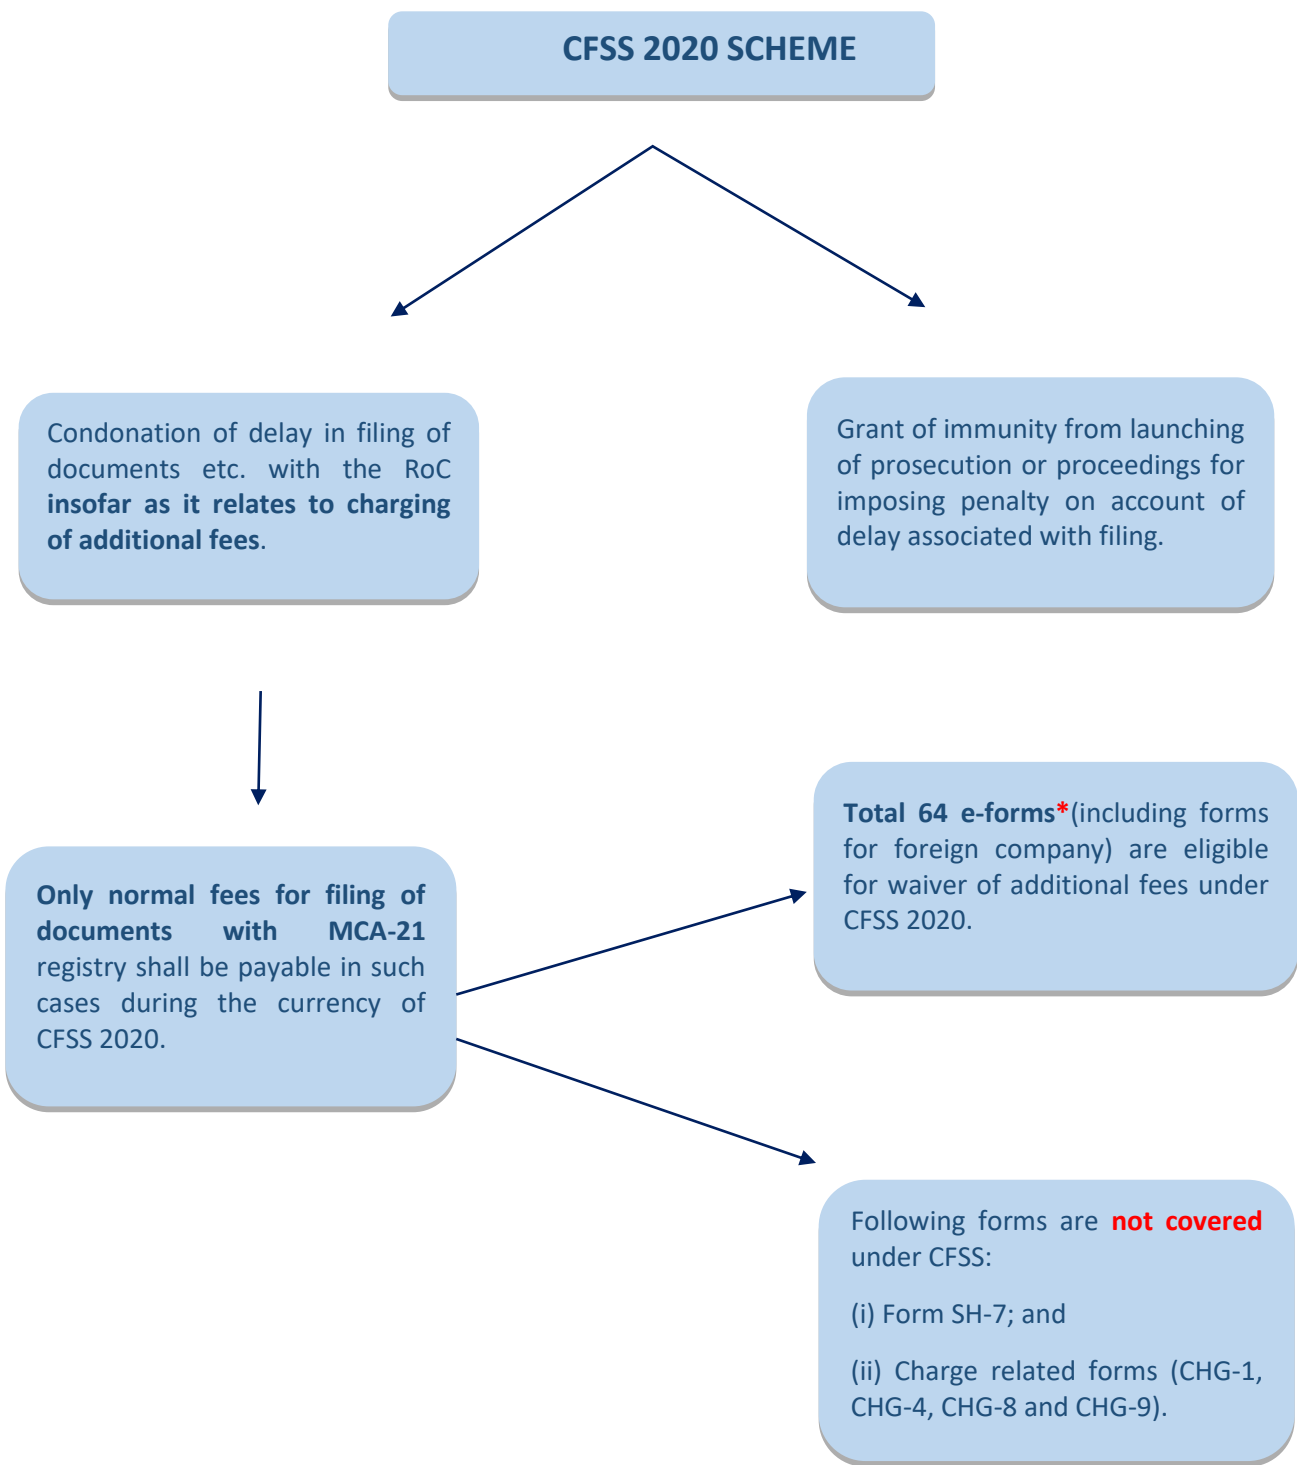 CFSS 2020 SCHEME
Condonation of delay in filing of
documents etc. with the RoC
insofar as it relates to charging
of additional fees.
Grant of immunity from launching
of prosecution or proceedings for
imposing penalty on account of
delay associated with filing.
Only normal fees for filing of
documents with MCA-21
registry shall be payable in such
cases during the currency of
CFSS 2020.
Total 64 e-forms*(including forms
for foreign company) are eligible
for waiver of additional fees under
CFSS 2020.
Following forms are not covered
under CFSS:
(i) Form SH-7; and
(ii) Charge related forms (CHG-1,
CHG-4, CHG-8 and CHG-9).